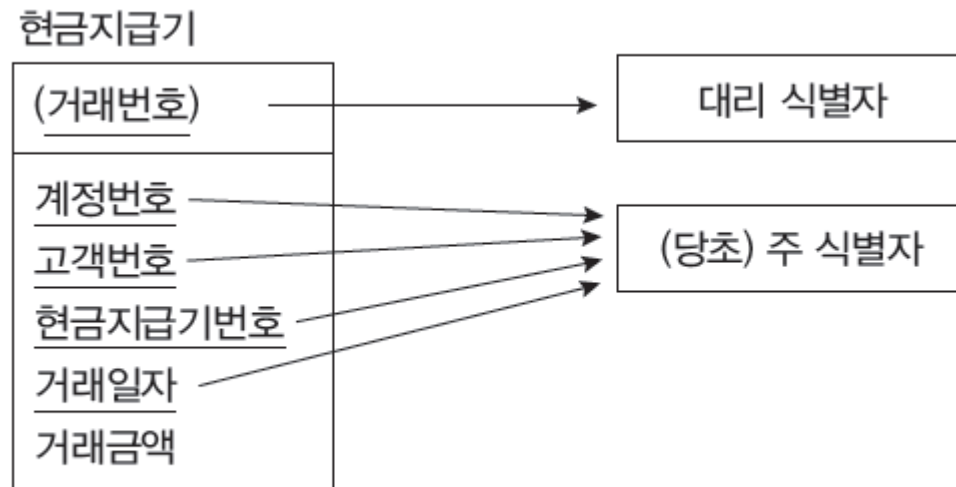 현금지급기
(거래번호)
대리 식별자
계정번호
고객번호
(당초) 주 식별자
현금지급기번호
거래일자
거래금액